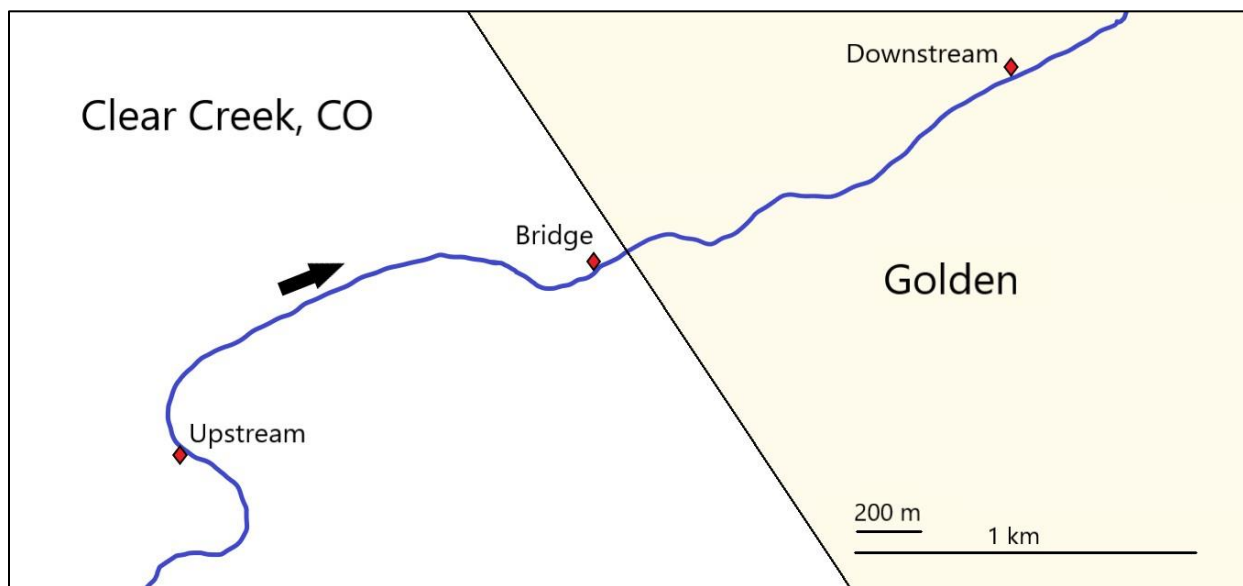 Downstream
Clear Creek, CO
Bridge
Golden
Upstream
200 m
1 km